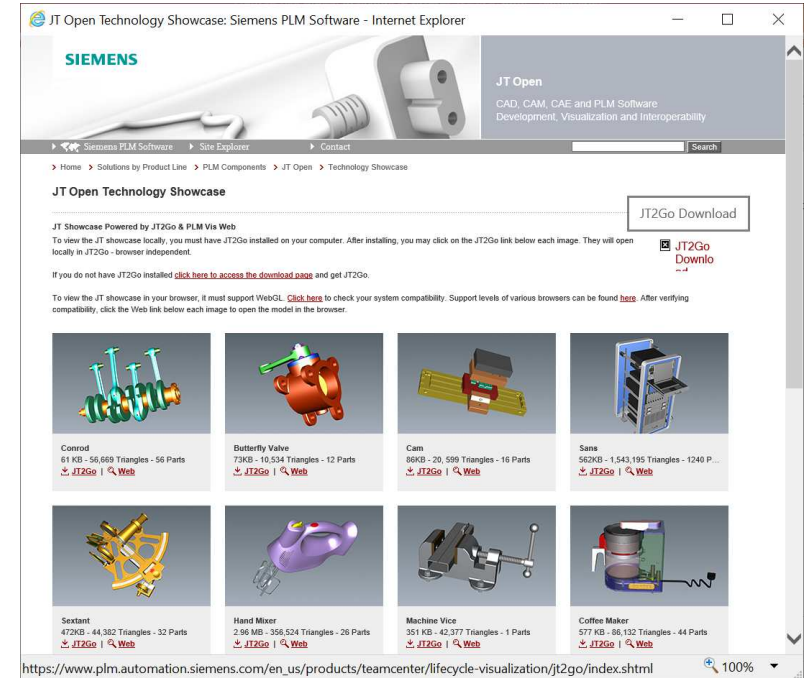 JT Open Technology Showcase: Siemens PLM Software - Internet Explorer
SIEMENS
JT Open
CAD, CAM, CAE and PLM Software
Development, Visualization and Interoperability
Siemens PLM Software Site Explorer Contact Search
Home Solutions by Product Line PLM Components JT Open Technology Showcase
JT Open Technology Showcase
JT2Go Download
JT Showcase Powered by JT2Go & PLM Vis Web
To view the JT showcase locally, you must have JT2Go installed on your computer. After installing, you may click on the JT2Go link below each image. They will open
locally in JT2Go - browser independent.
JT2Go
Downlo
If you do not have JT2Go installed click here to access the download page and get JT2Go.
To view the JT showcase in your browser, it must support WebGL. Click here to check your system compatibility. Support levels of various browsers can be found here. After verifying
compatibility, click the Web link below each image to open the model in the browser.
Conrod
61 KB - 56,669 Triangles - 56 Parts
JT2Go | Web
Butterfly Valve
73KB - 10,534 Triangles - 12 Parts
JT2Go | Web
Cam
86KB - 20, 599 Triangles - 16 Parts
JT2Go | Web
Sans
562KB - 1,543,195 Triangles - 1240 P...
JT2Go | Web
Sextant
472KB - 44,382 Triangles - 32 Parts
JT2Go | Web
Hand Mixer
2.96 MB - 356,524 Triangles - 26 Parts
JT2Go | Web
Machine Vice
351 KB - 42,377 Triangles - 1 Parts
JT2Go | Web
Coffee Maker
577 KB - 86,132 Triangles - 44 Parts
JT2Go | Web
https://www.plm.automation.siemens.com/en_us/products/teamcenter/lifecycle-visualization/jt2go/index.shtml
100%